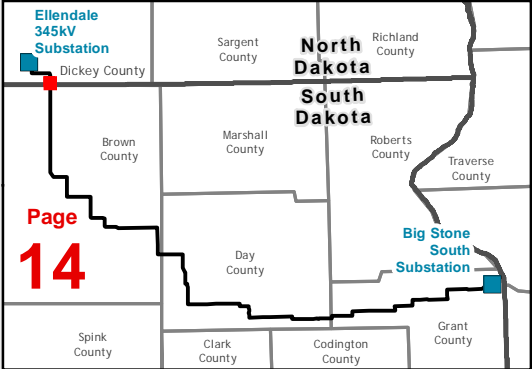 Ellendale
345kV
Substation
Dickey County
Sargent
County
North
Dakota
Richland
County
South
Dakota
Brown
County
Marshall
County
Roberts
County
Traverse
County
Page
14
Day
County
Big Stone
South
Substation
Spink
County
Clark
County
Codington
County
Grant
County